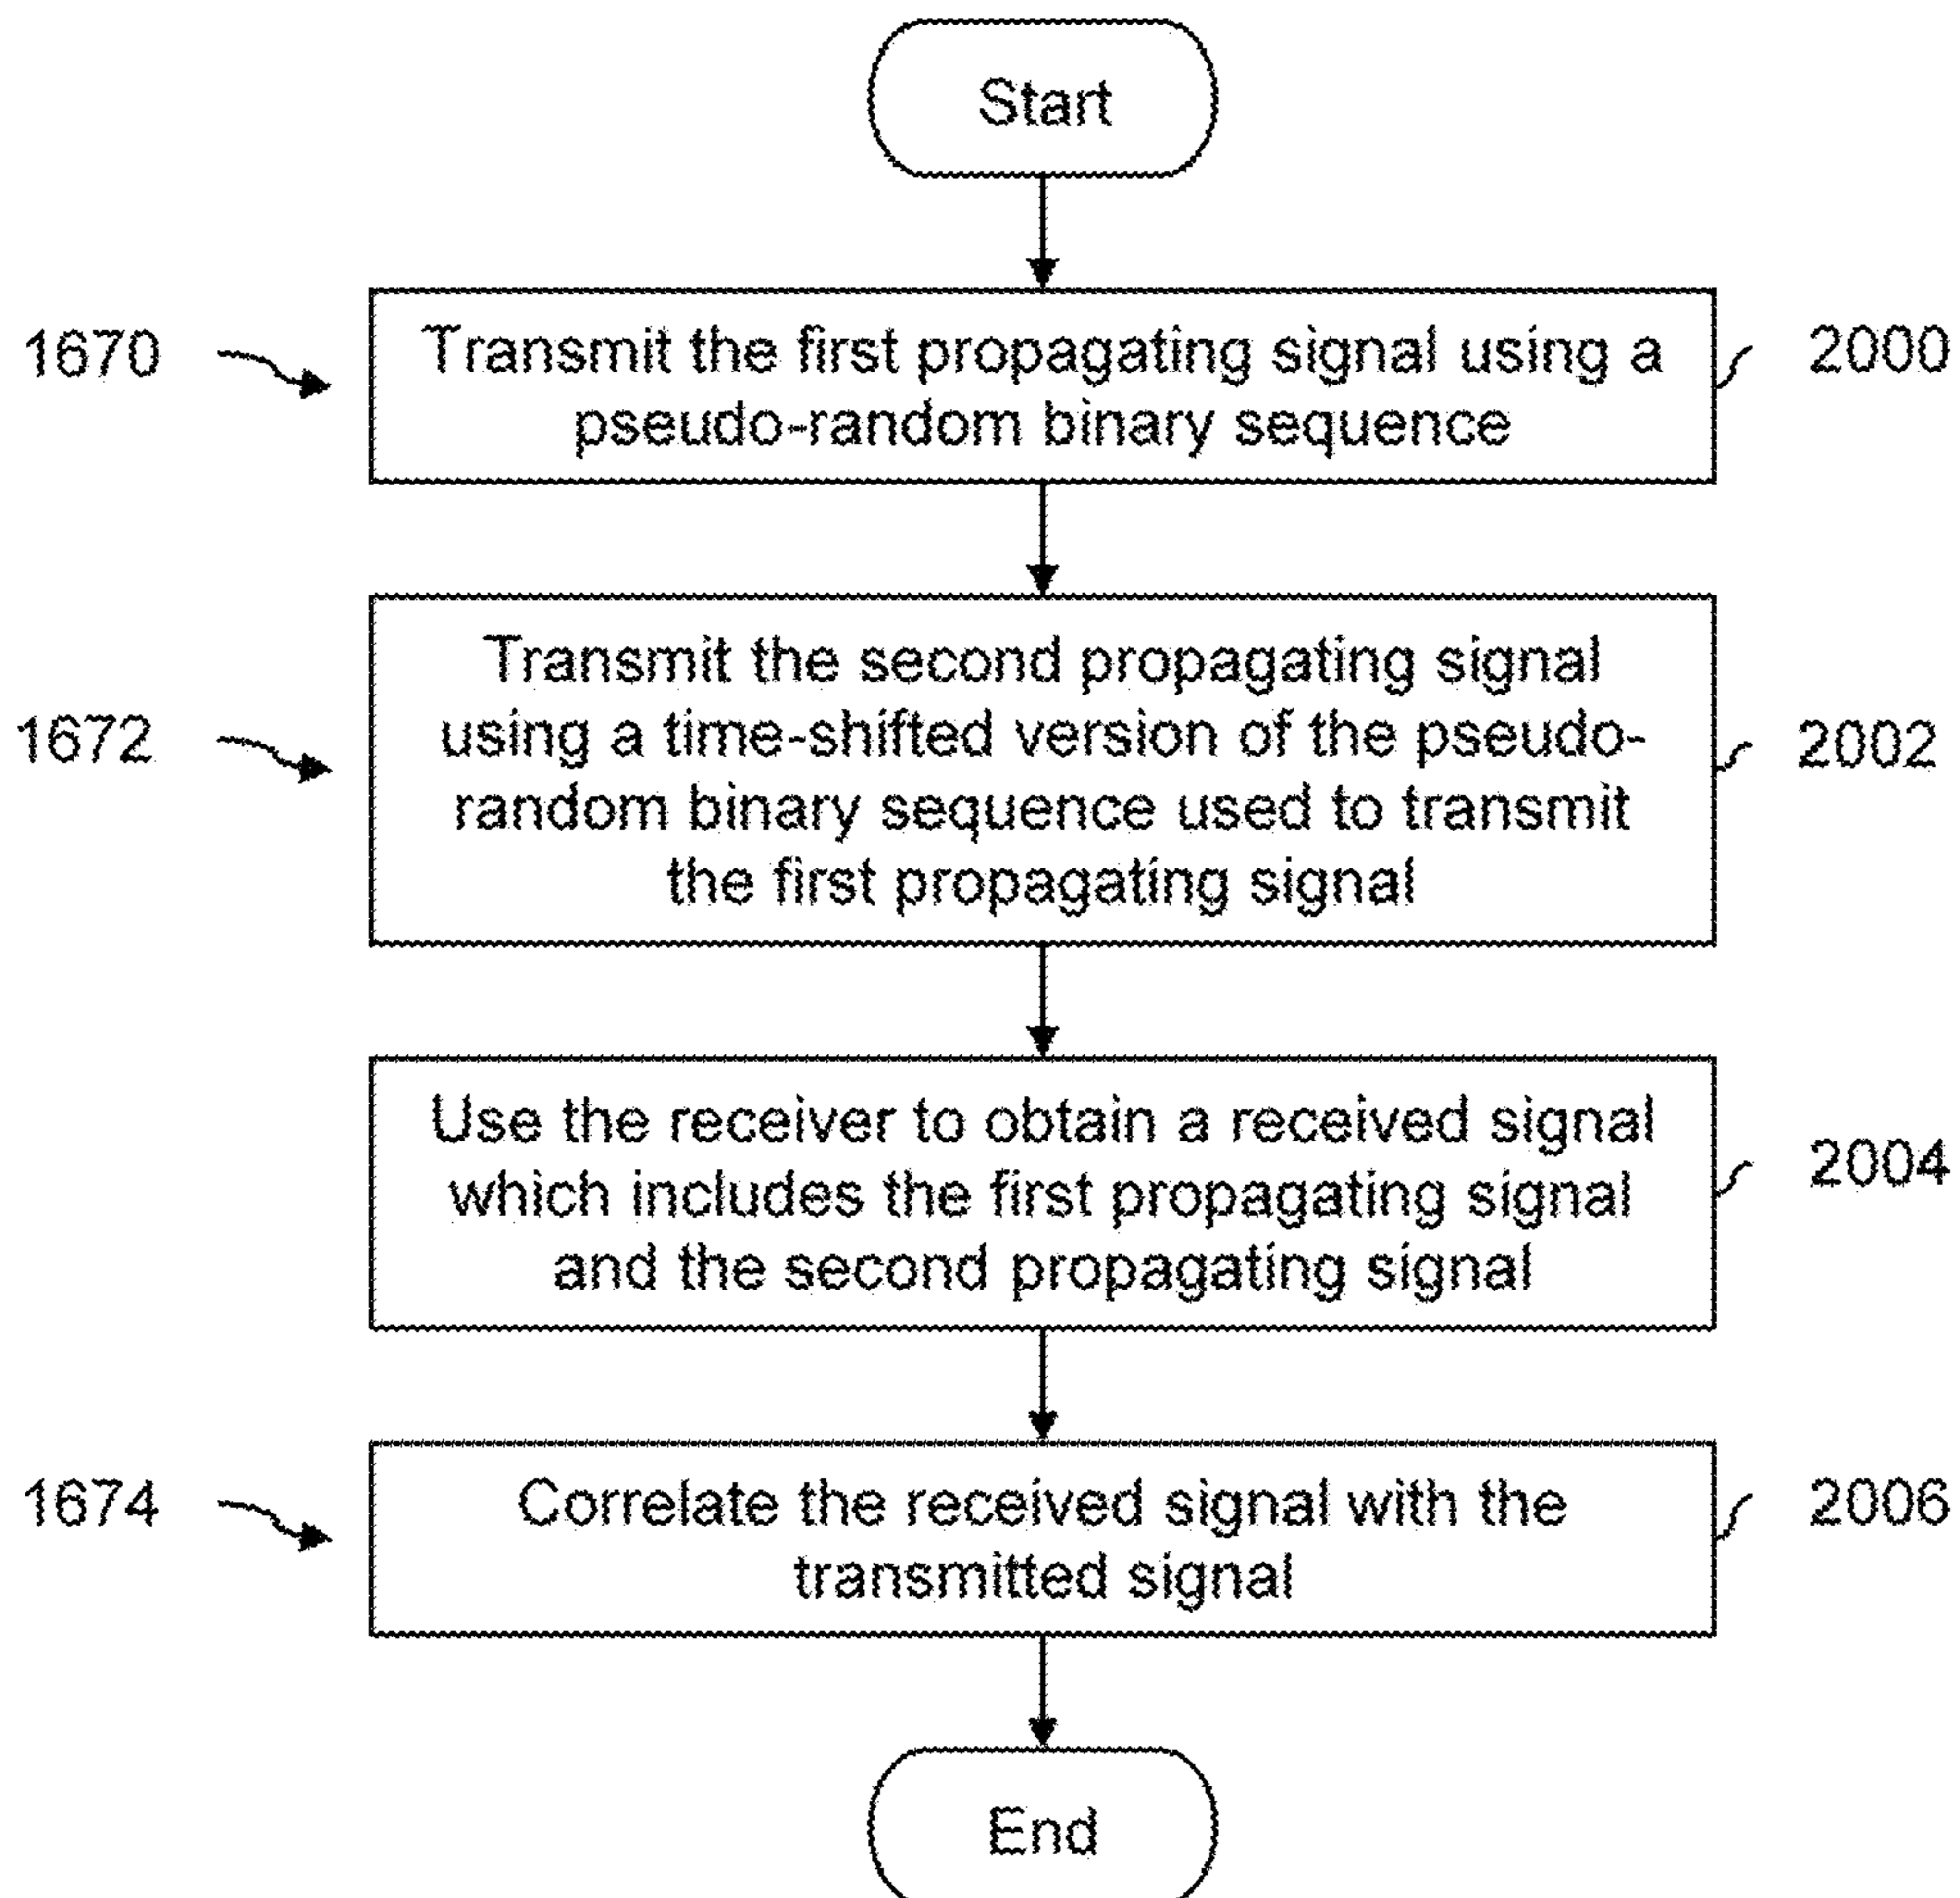 Start
1670
Transmit the first propagating signal using a
2000
pseudo-random binary sequence
Transmit the second propagating signal
1672
using a time-shifted version of the pseudo-
2002
random binary sequence used to transmit
the first propagating signal
Use the receiver to obtain a received signal
which includes the first propagating signal
2004
and the second propagating signal
1674
Correlate the received signal with the
2006
transmitted signal
End